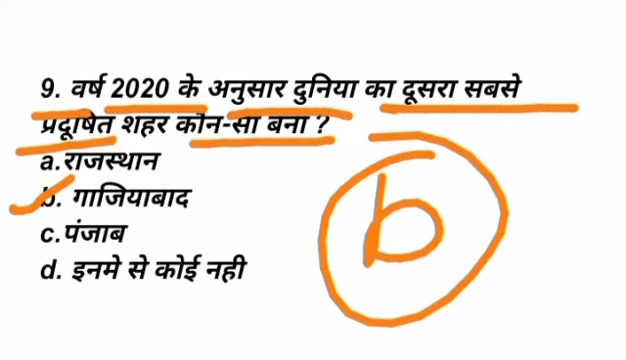 9. वर्ष 2020 के अनुसार दुनिया का दूसरा सबसे
प्रदूषित शहर कौन-सा बना ?
a.राजस्थान
b. गाजियाबाद
c.पंजाब
d. इनमे से कोई नही
b